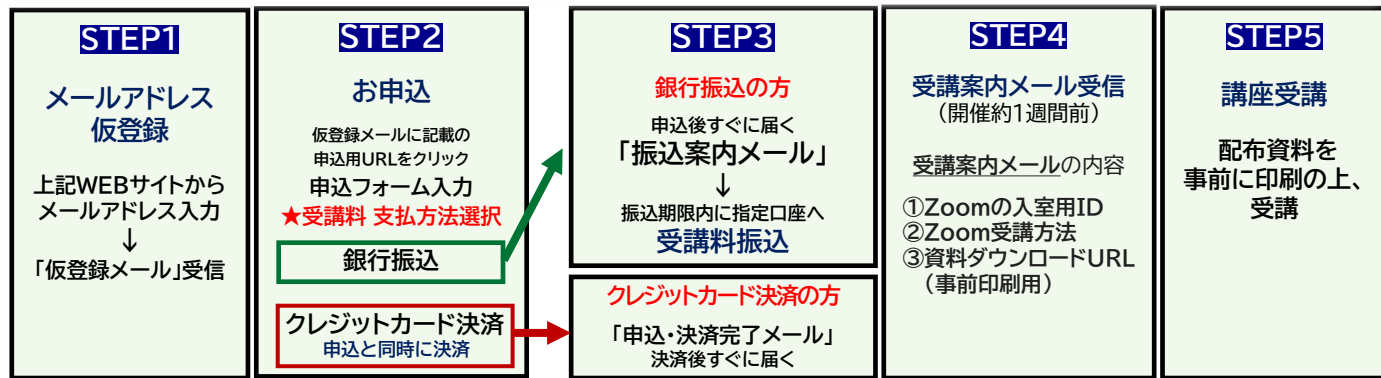 STEP1
メールアドレス
仮登録
上記WEBサイトから
メールアドレス入力
↓
「仮登録メール」受信
STEP2
お申込
仮登録メールに記載の
申込用URLをクリック
申込フォーム入力
★受講料 支払方法選択
銀行振込
クレジットカード決済
申込と同時に決済
STEP3
銀行振込の方
申込後すぐに届く
「振込案内メール」
↓
振込期限内に指定口座へ
受講料振込
クレジットカード決済の方
「申込・決済完了メール」
決済後すぐに届く
STEP4
受講案内メール受信
（開催約1週間前）
受講案内メールの内容
①Zoomの入室用ID
②Zoom受講方法
③資料ダウンロードURL
（事前印刷用）
STEP5
講座受講
配布資料を
事前に印刷の上、
受講